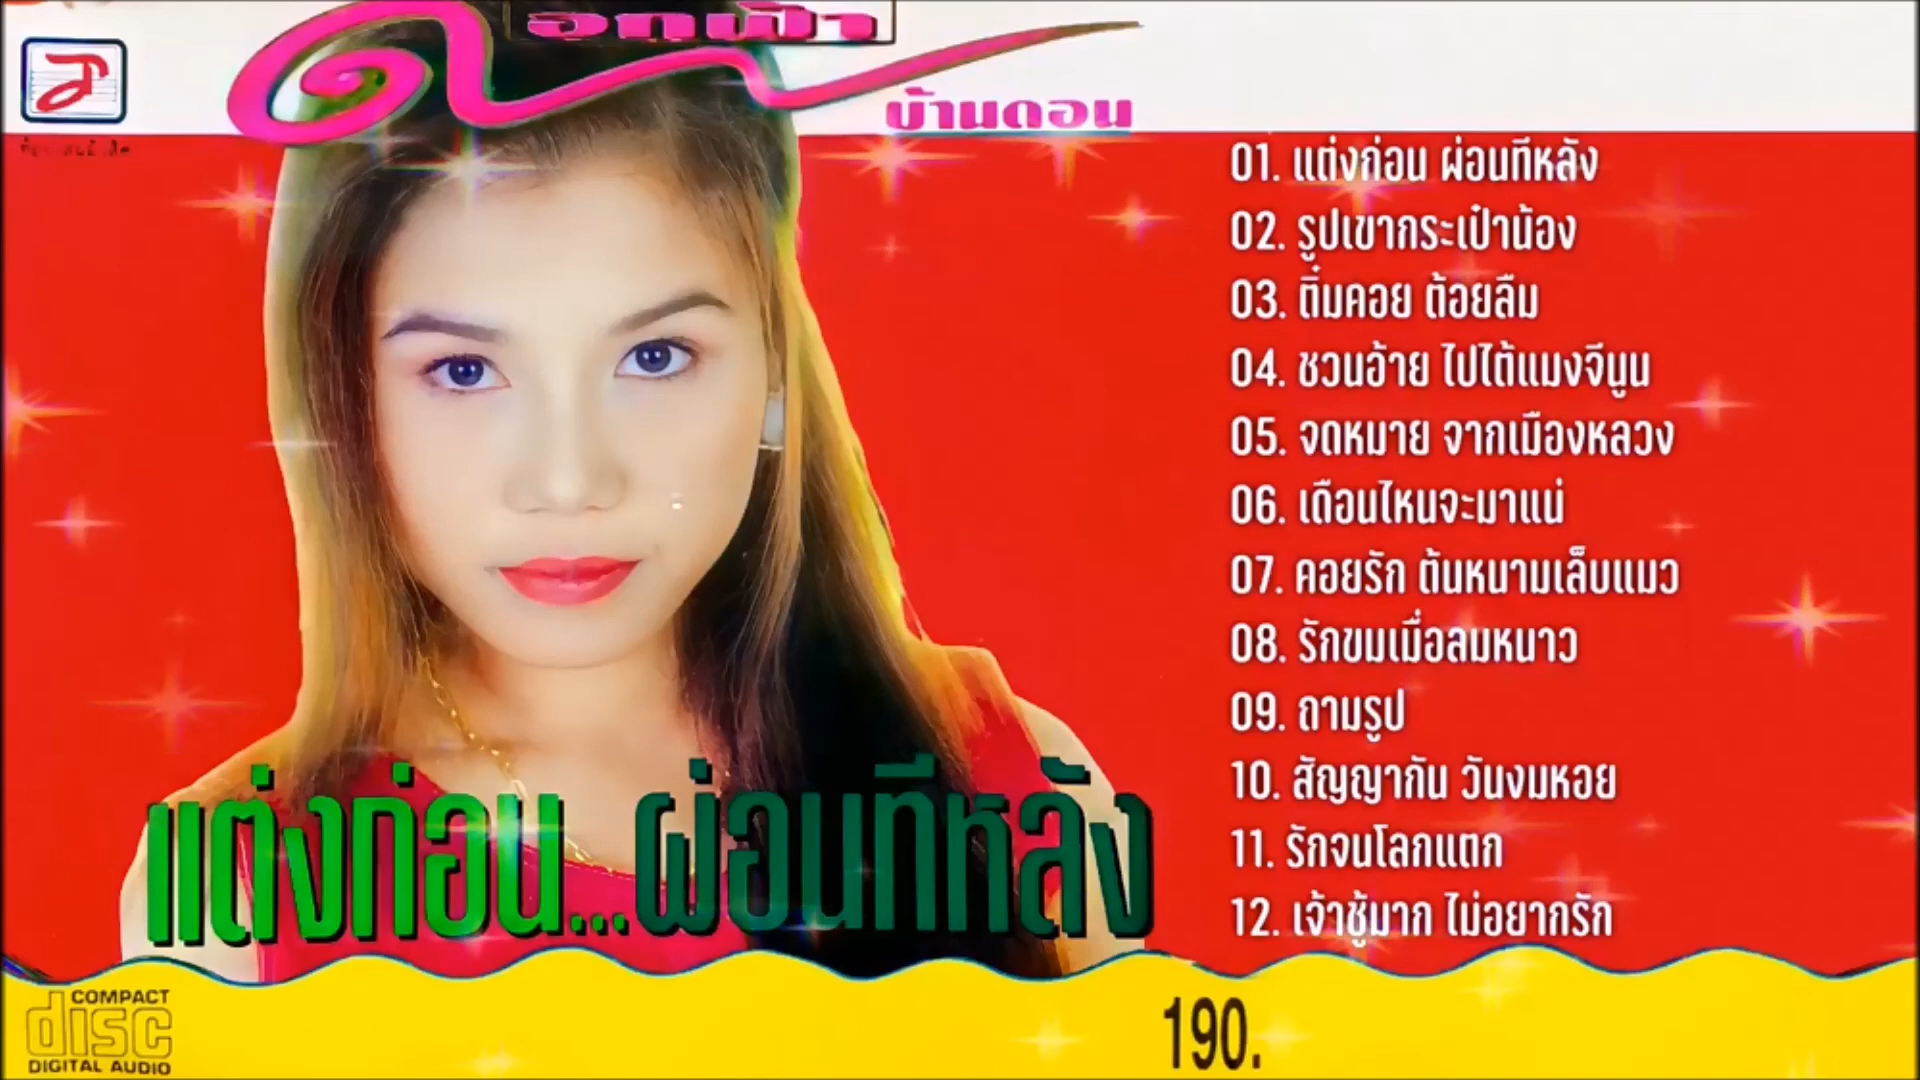 ดอกฟ้า
บ้านดอน
01. แต่งก่อน ผ่อนทีหลัง
02. รูปเขากระเป๋าน้อง
03. ติ๋มคอย ต้อยลืม
04. ชวนอ้าย ไปไต้แมงจีนูน
05. จดหมาย จากเมืองหลวง
06. เดือนไหนจะมาแน่
07. คอยรัก ต้นหนามเล็บแมว
08. รักขมเมื่อลมหนาว
09. ถามรูป
10. สัญญากัน วันงมหอย
11. รักจนโลกแตก
12. เจ้าชู้มาก ไม่อยากรัก
แต่งก่อน...ผ่อนทีหลัง
COMPACT
disc
DIGITAL AUDIO
190.